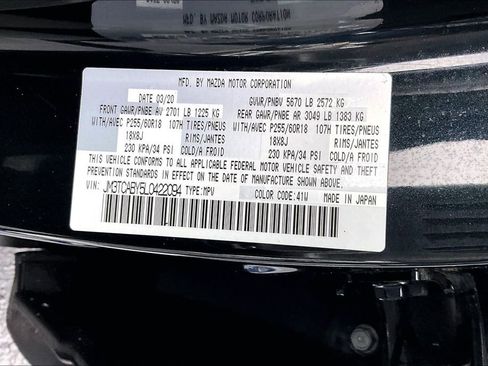 MFD. BY MAZDA MOTOR CORPORATION
DATE 03/20 GVWR/PNBV 5670 LB 2572 KG
FRONT GAWR/PNBE AV 2701 LB 1225 KG REAR GAWR/PNBE AR 3049 LB 1383 KG
WITH/AVEC P255/60R18 107H TIRES/PNEUS WITH/AVEC P255/60R18 107H TIRES/PNEUS
18X8J RIMS/JANTES 18X8J RIMS/JANTES
230 KPA/34 PSI COLD/A FROID 230 KPA/34 PSI COLD/A FROID
THIS VEHICLE CONFORMS TO ALL APPLICABLE FEDERAL MOTOR VEHICLE
SAFETY AND THEFT PREVENTION STANDARDS IN EFFECT ON THE
DATE OF MANUFACTURE SHOWN ABOVE.
VIN: JM3TCABY5L0422094 TYPE:MPV COLOR CODE:41W MADE IN JAPAN